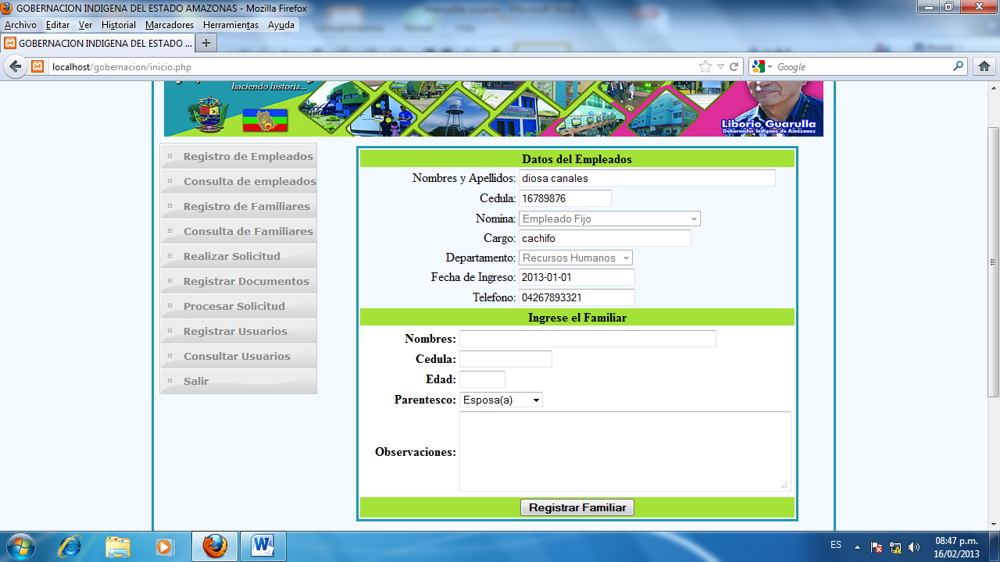 GOBERNACION INDIGENA DEL ESTADO AMAZONAS - Mozilla Firefox
Archivo Editar Ver Historial Marcadores Herramientas Ayuda
GOBERNACION INDIGENA DEL ESTADO ...
localhost/gobernacion/inicio.php
Google
haciendo historia...
Liborio Guarulla
Gobernador Indígena de Amazonas
Registro de Empleados
Consulta de empleados
Registro de Familiares
Consulta de Familiares
Realizar Solicitud
Registrar Documentos
Procesar Solicitud
Registrar Usuarios
Consultar Usuarios
Salir
Datos del Empleados
Nombres y Apellidos: diosa canales
Cedula: 16789876
Nomina: Empleado Fijo
Cargo: cachifo
Departamento: Recursos Humanos
Fecha de Ingreso: 2013-01-01
Telefono: 04267893321
Ingrese el Familiar
Nombres:
Cedula:
Edad:
Parentesco: Esposa(a)
Observaciones:
Registrar Familiar
ES
08:47 p.m.
16/02/2013